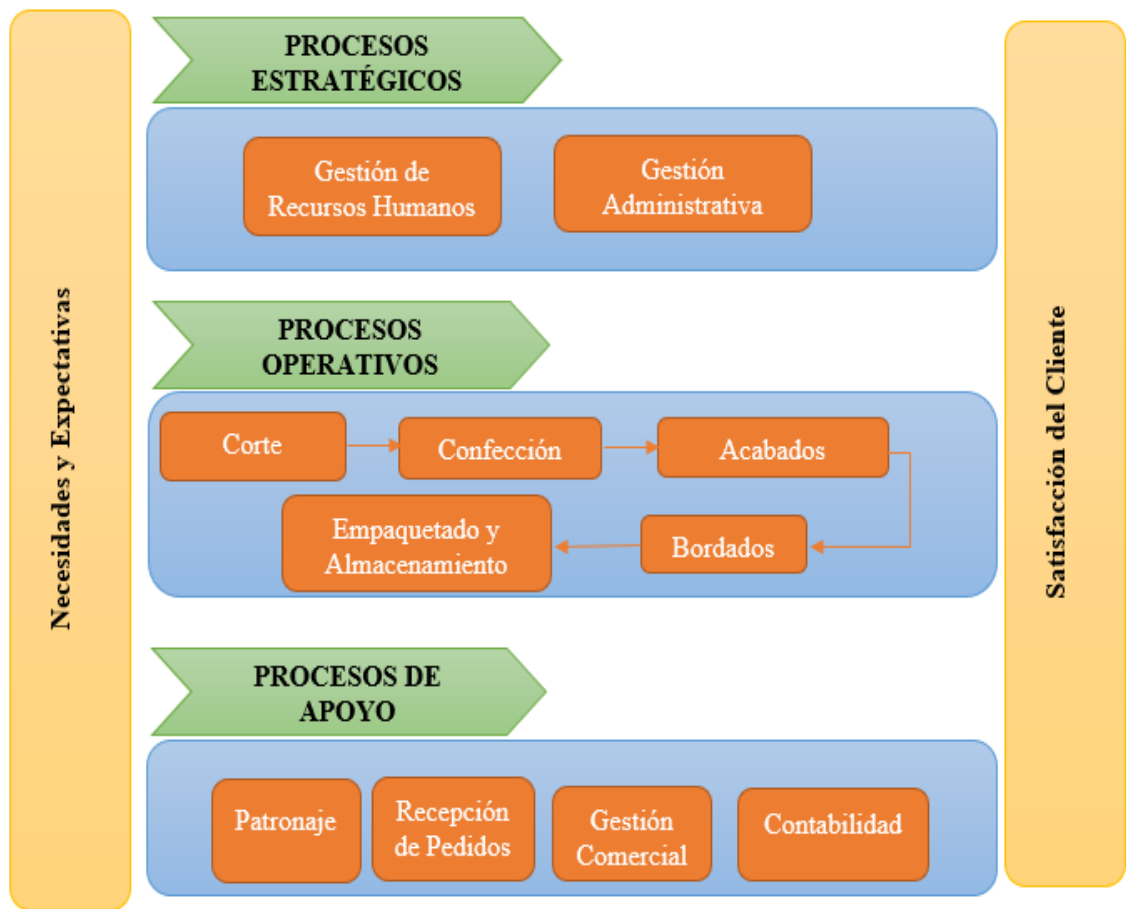 Necesidades y Expectativas
PROCESOS
ESTRATÉGICOS
Gestión de
Recursos Humanos
Gestión
Administrativa
PROCESOS
OPERATIVOS
Corte
Confección
Acabados
Bordados
Empaquetado y
Almacenamiento
PROCESOS DE
APOYO
Patronaje
Recepción
de Pedidos
Gestión
Comercial
Contabilidad
Satisfacción del Cliente